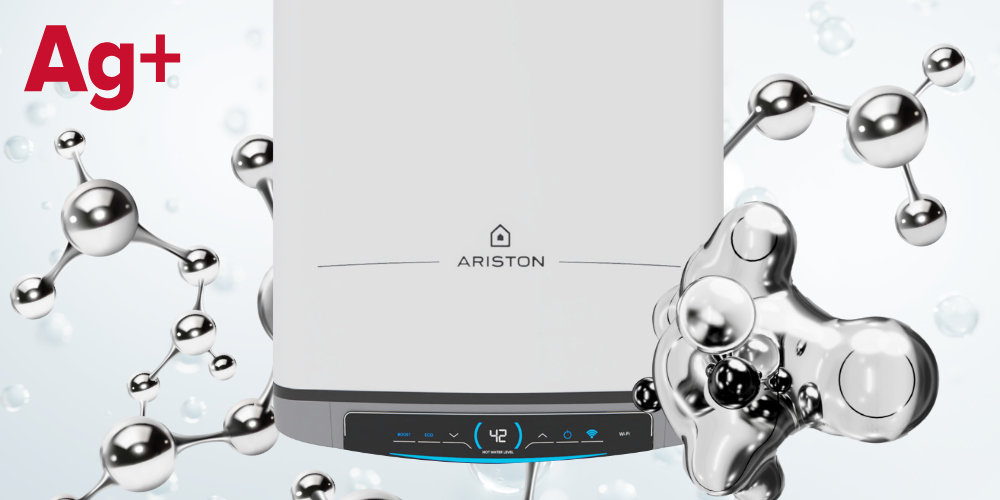 Ag+
ARISTON
BOOST ECO 42 Wi-Fi
HOT WATER LEVEL